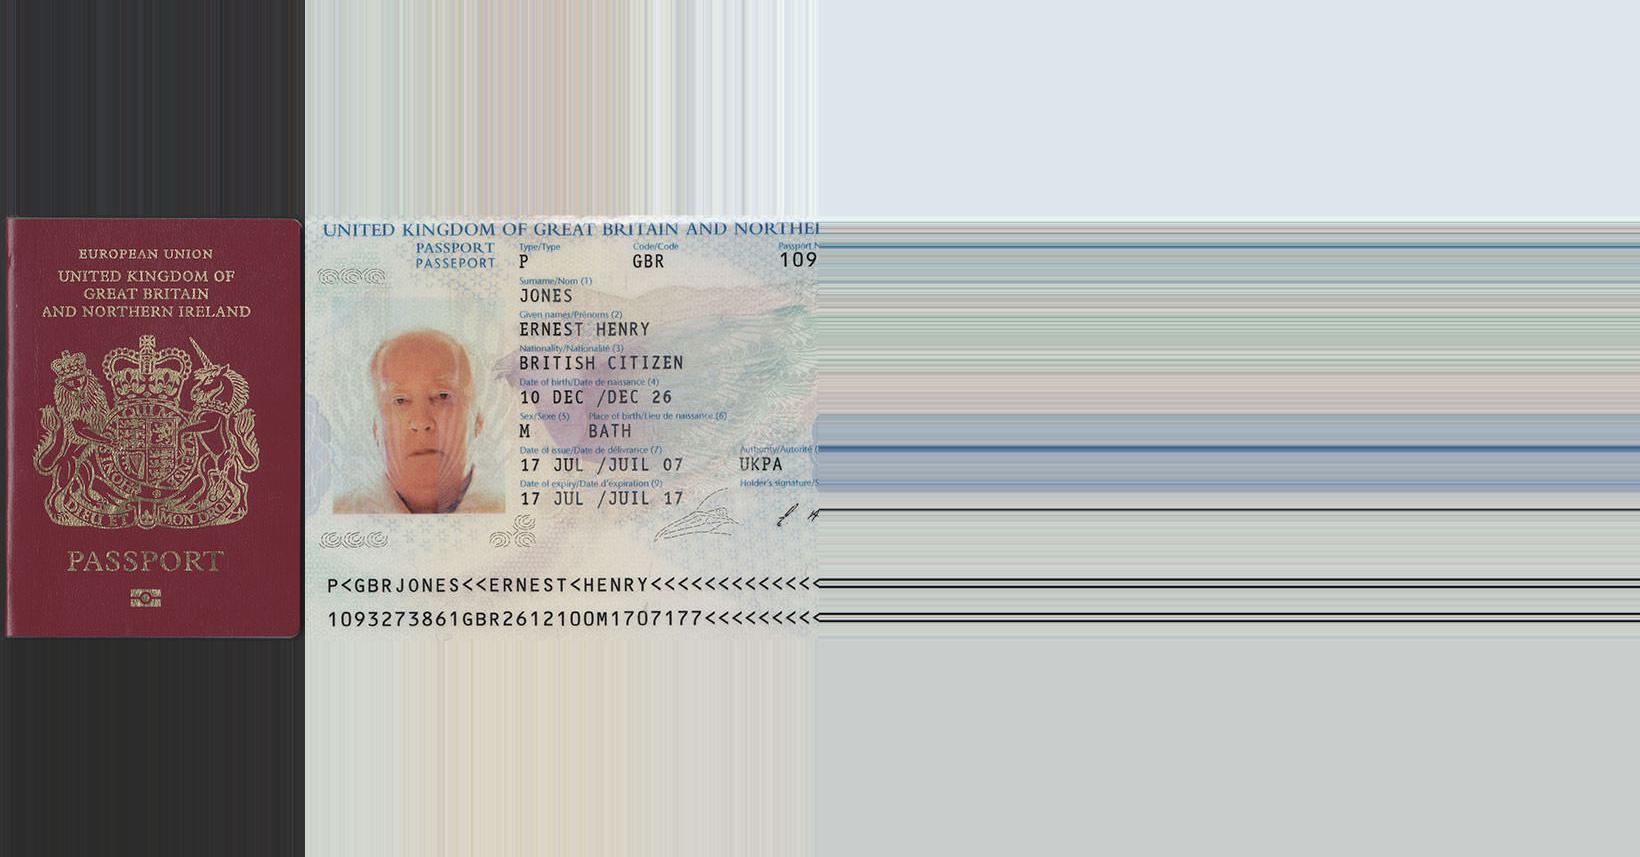 EUROPEAN UNION
UNITED KINGDOM OF
GREAT BRITAIN
AND NORTHERN IRELAND
DIEU ET MON DROIT
PASSPORT
UNITED KINGDOM OF GREAT BRITAIN AND NORTHE
PASSPORT
PASSEPORT
Type/Type Code/Code Passport N
P GBR 109
Surname/Nom (1)
JONES
Given names/Prénoms (2)
ERNEST HENRY
Nationality/Nationalité (3)
BRITISH CITIZEN
Date of birth/Date de naissance (4)
10 DEC /DEC 26
Sex/Sexe (5) Place of birth/Lieu de naissance (6)
M BATH
Date of issue/Date de délivrance (7) Authority/Autorité (
17 JUL /JUIL 07 UKPA
Date of expiry/Date d'expiration (9) Holder's signature/S
17 JUL /JUIL 17
P<GBRJONES<<ERNEST<HENRY<<<<<<<<<<<<<
1093273861GBR2612100M1707177<<<<<<<<<